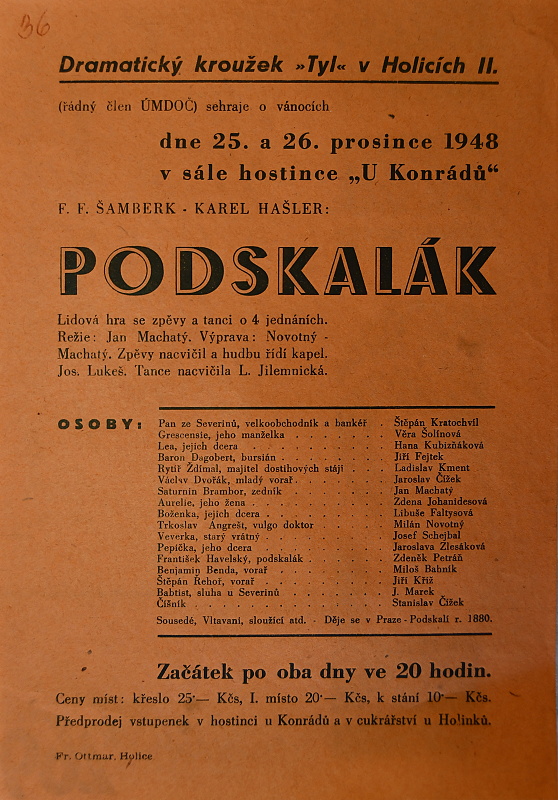 36
Dramatický kroužek »Tyl« v Holicích II.
(řádný člen ÚMDOČ) sehraje o vánocích
dne 25. a 26. prosince 1948
v sále hostince „U Konrádů“
F. F. ŠAMBERK - KAREL HAŠLER:
PODSKALÁK
Lidová hra se zpěvy a tanci o 4 jednáních.
Režie: Jan Machatý. Výprava: Novotný -
Machatý. Zpěvy nacvičil a hudbu řídí kapel.
Jos. Lukeš. Tance nacvičila L. Jilemnická.
OSOBY:
Pan ze Severinů, velkoobchodník a bankéř . Štěpán Kratochvíl
Grescensie, jeho manželka . . . . . . . Věra Šolínová
Lea, jejich dcera . . . . . . . . . . Hana Kubizňáková
Baron Dagobert, bursián . . . . . . . . Jiří Fejtek
Rytíř Ždímal, majitel dostihových stájí . . . Ladislav Kment
Václav Dvořák, mladý vorař . . . . . . . Jaroslav Čížek
Saturnin Brambor, zedník . . . . . . . . Jan Machatý
Aurelie, jeho žena . . . . . . . . . . Zdena Johanidesová
Boženka, jejich dcera . . . . . . . . . Libuše Faltysová
Trkoslav Angrešt, vulgo doktor . . . . . . Milán Novotný
Veverka, starý vrátný . . . . . . . . . Josef Schejbal
Pepička, jeho dcera . . . . . . . . . . Jaroslava Zlesáková
František Havelský, podskalák . . . . . . Zdeněk Petráň
Benjamin Benda, vorař . . . . . . . . . Miloš Babník
Štěpán Řehoř, vorař . . . . . . . . . . Jiří Kříž
Babtist, sluha u Severinů . . . . . . . . J. Marek
Číšník . . . . . . . . . . . . . . Stanislav Čížek
Sousedé, Vltavani, sloužící atd. - Děje se v Praze - Podskalí r. 1880.
Začátek po oba dny ve 20 hodin.
Ceny míst: křeslo 25·— Kčs, I. místo 20·— Kčs, k stání 10·— Kčs.
Předprodej vstupenek v hostinci u Konrádů a v cukrářství u Holinků.
Fr. Ottmar, Holice